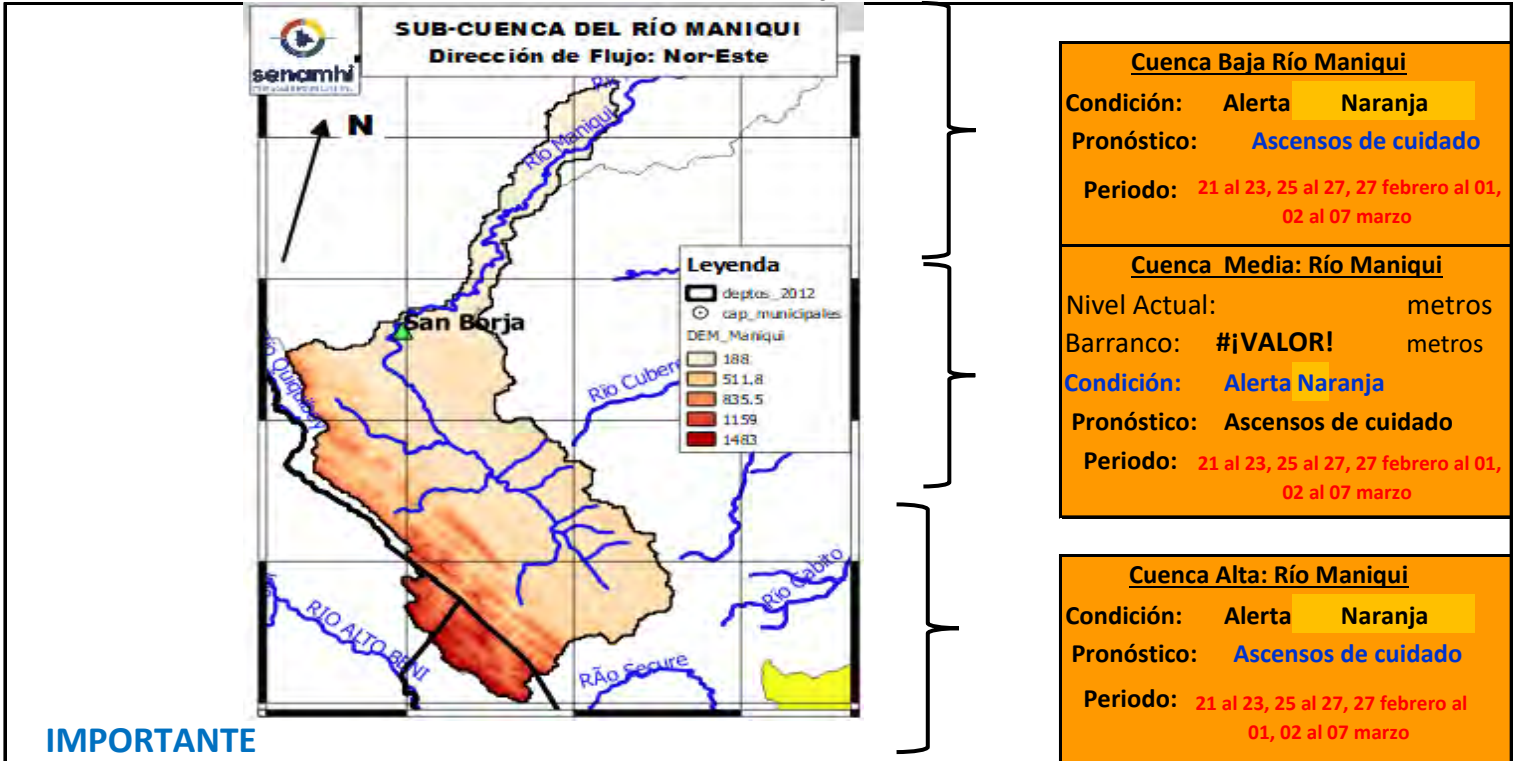 SUB-CUENCA DEL RÍO MANIQUI
Dirección de Flujo: Nor-Este
senamhi
N
Río Maniqui
San Borja
Leyenda
deptos_2012
cap_municipales
DEM_Maniqui
188
511,8
835.5
1159
1483
RIO ALTO BENI
RÃo Secure
IMPORTANTE
Cuenca Baja Río Maniqui
Condición: Alerta Naranja
Pronóstico: Ascensos de cuidado
Periodo: 21 al 23, 25 al 27, 27 febrero al 01,
02 al 07 marzo
Cuenca Media: Río Maniqui
Nivel Actual: metros
Barranco: #¡VALOR! metros
Condición: Alerta Naranja
Pronóstico: Ascensos de cuidado
Periodo: 21 al 23, 25 al 27, 27 febrero al 01,
02 al 07 marzo
Cuenca Alta: Río Maniqui
Condición: Alerta Naranja
Pronóstico: Ascensos de cuidado
Periodo: 21 al 23, 25 al 27, 27 febrero al
01, 02 al 07 marzo